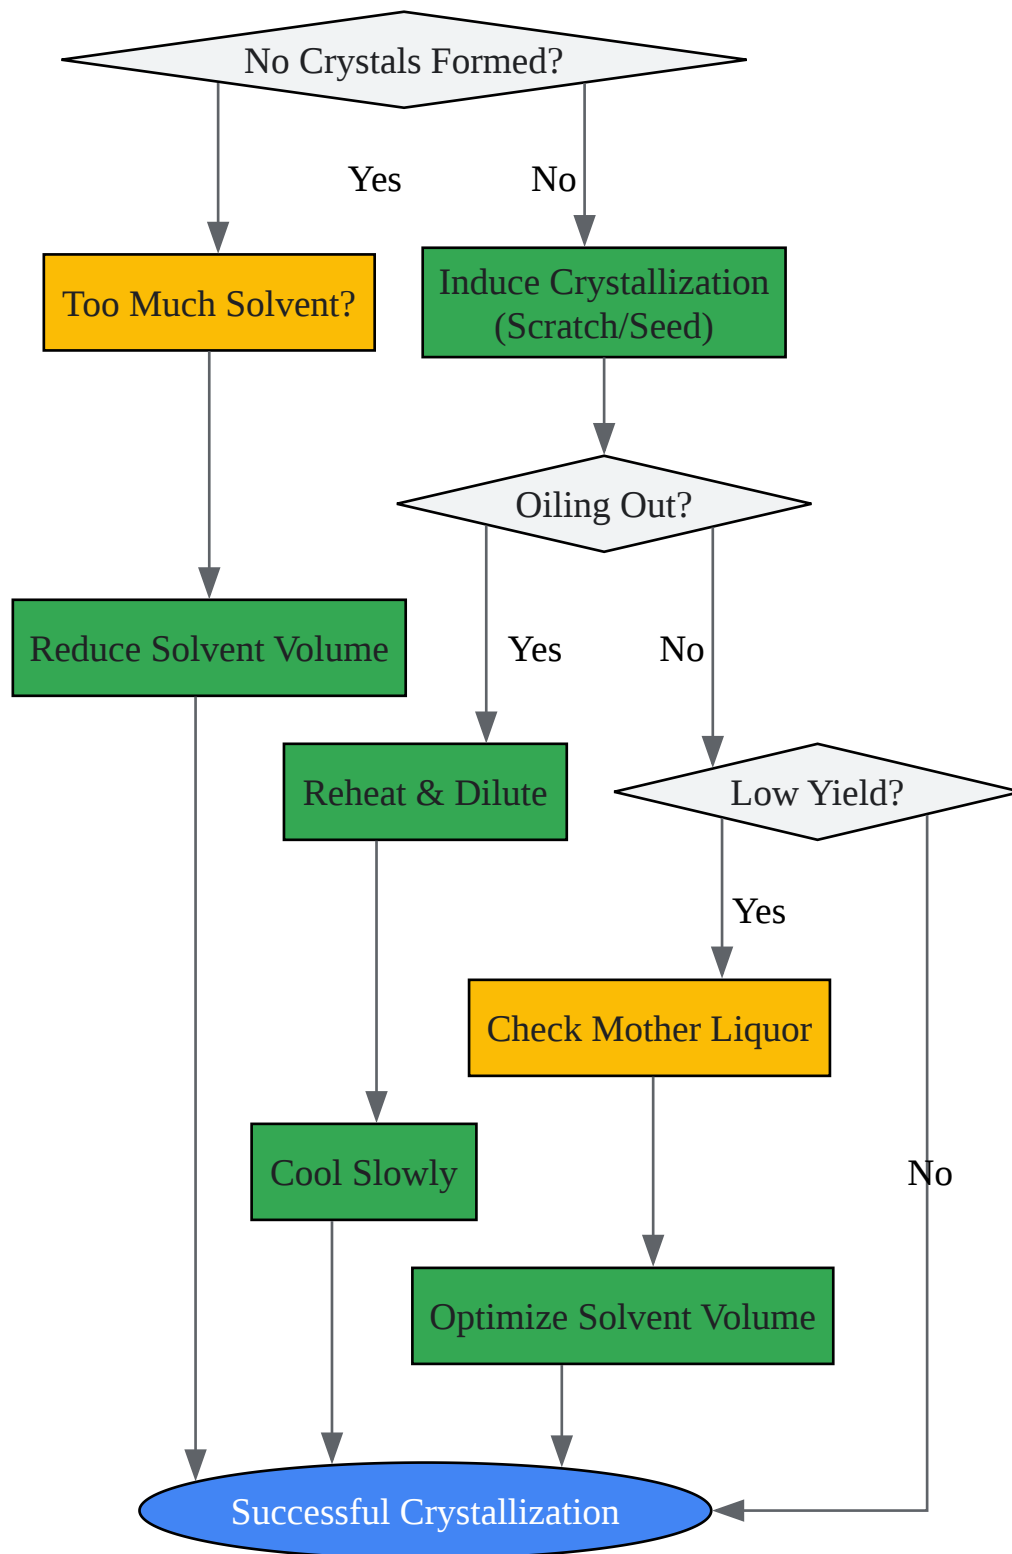 No Crystals Formed?
Yes
No
Too Much Solvent?
Induce Crystallization
(Scratch/Seed)
Oiling Out?
Reduce Solvent Volume
Yes
No
Reheat & Dilute
Low Yield?
Yes
Check Mother Liquor
Cool Slowly
No
Optimize Solvent Volume
Successful Crystallization